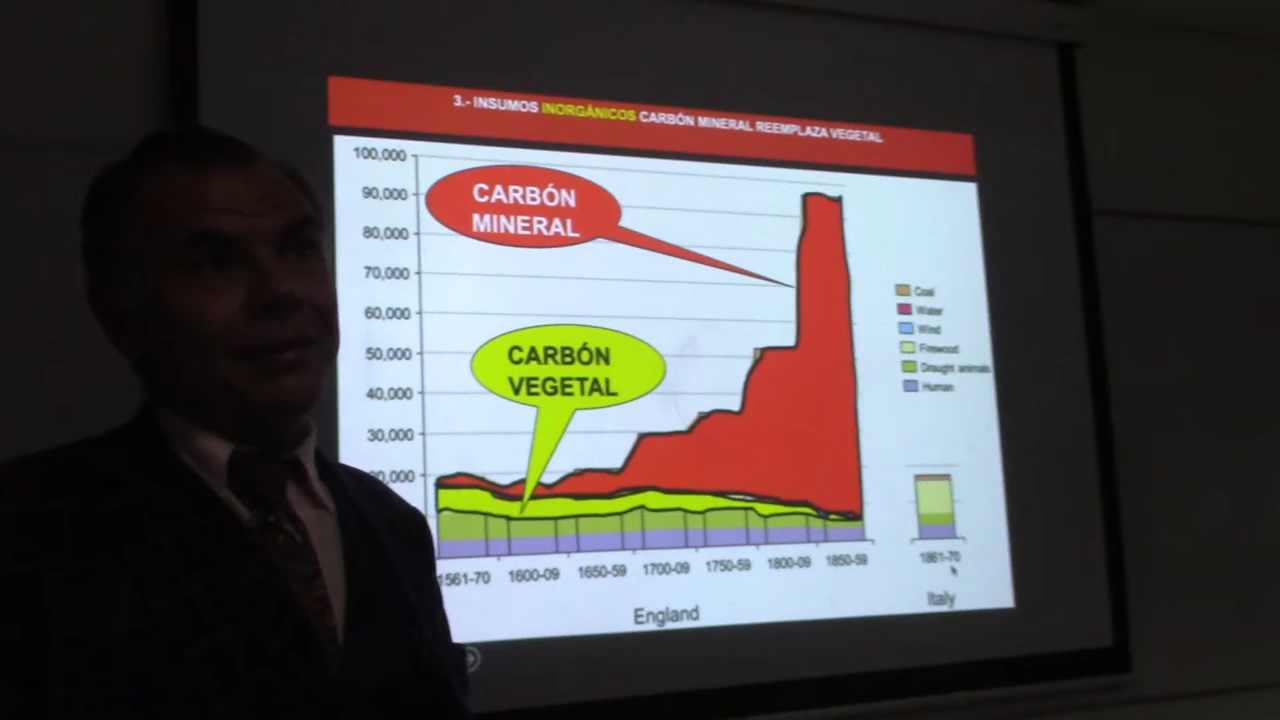 3.- INSUMOS INORGÁNICOS CARBÓN MINERAL REEMPLAZA VEGETAL
100,000
90,000
80,000
70,000
60,000
50,000
40,000
30,000
20,000
CARBÓN
MINERAL
CARBÓN
VEGETAL
Coal
Water
Wind
Firewood
Draught animals
Human
1561-70 1600-09 1650-59 1700-09 1750-59 1800-09 1850-59
1861-70
England
Italy